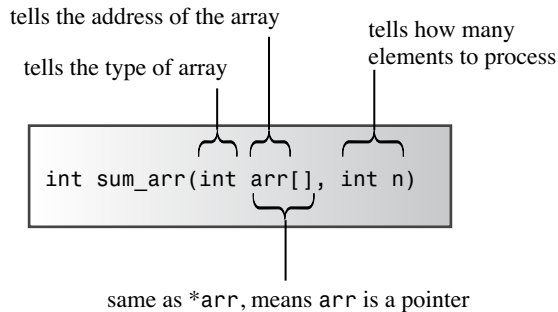 tells the address of the array
tells the type of array
tells how many
elements to process
int sum_arr(int arr[], int n)
same as *arr, means arr is a pointer